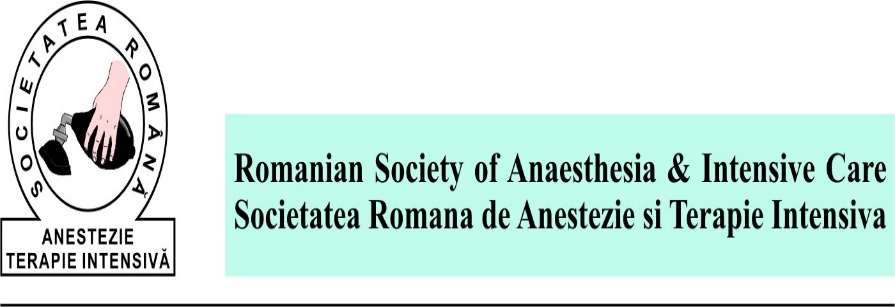 SOCIETATEA ROMÂNĂ
ANESTEZIE
TERAPIE INTENSIVĂ
Romanian Society of Anaesthesia & Intensive Care
Societatea Romana de Anestezie si Terapie Intensiva